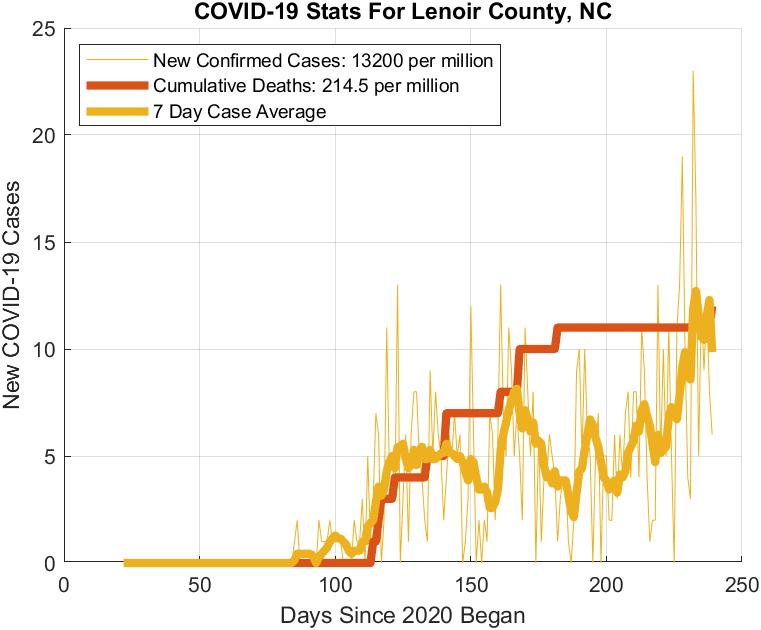 COVID-19 Stats For Lenoir County, NC
25
New Confirmed Cases: 13200 per million
Cumulative Deaths: 214.5 per million
7 Day Case Average
20
15
10
5
0
New COVID-19 Cases
0 50 100 150 200 250
Days Since 2020 Began